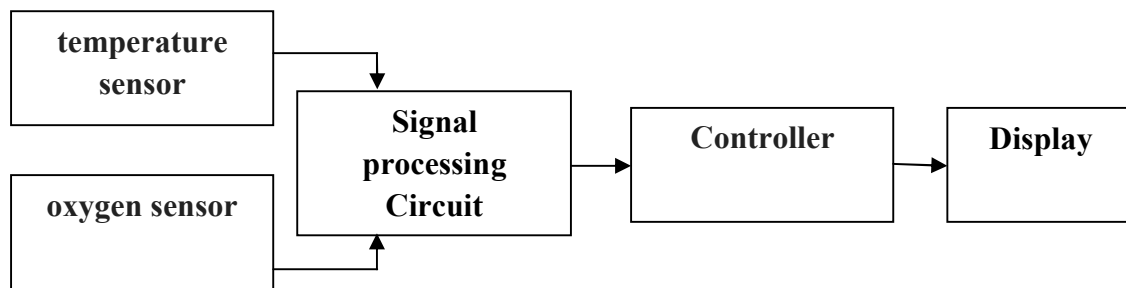 temperature
sensor
oxygen sensor
Signal
processing
Circuit
Controller
Display